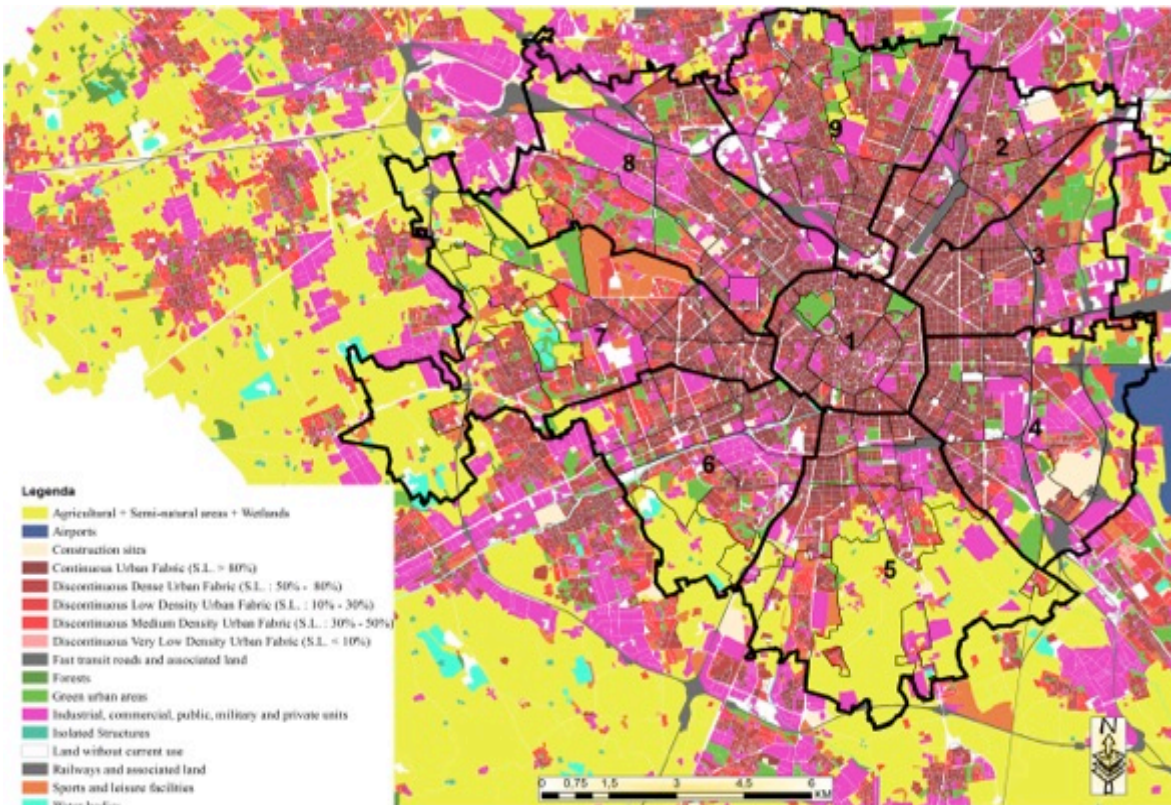 9
2
8
3
7
1
4
6
5
Legenda
Agricultural + Semi-natural areas + Wetlands
Airports
Construction sites
Continuous Urban Fabric (S.L. > 80%)
Discontinuous Dense Urban Fabric (S.L. : 50% - 80%)
Discontinuous Low Density Urban Fabric (S.L. : 10% - 30%)
Discontinuous Medium Density Urban Fabric (S.L. : 30% - 50%)
Discontinuous Very Low Density Urban Fabric (S.L. < 10%)
Fast transit roads and associated land
Forests
Green urban areas
Industrial, commercial, public, military and private units
Isolated Structures
Land without current use
Railways and associated land
Sports and leisure facilities
Water bodies
N
0 0,75 1,5 3 4,5 6
KM